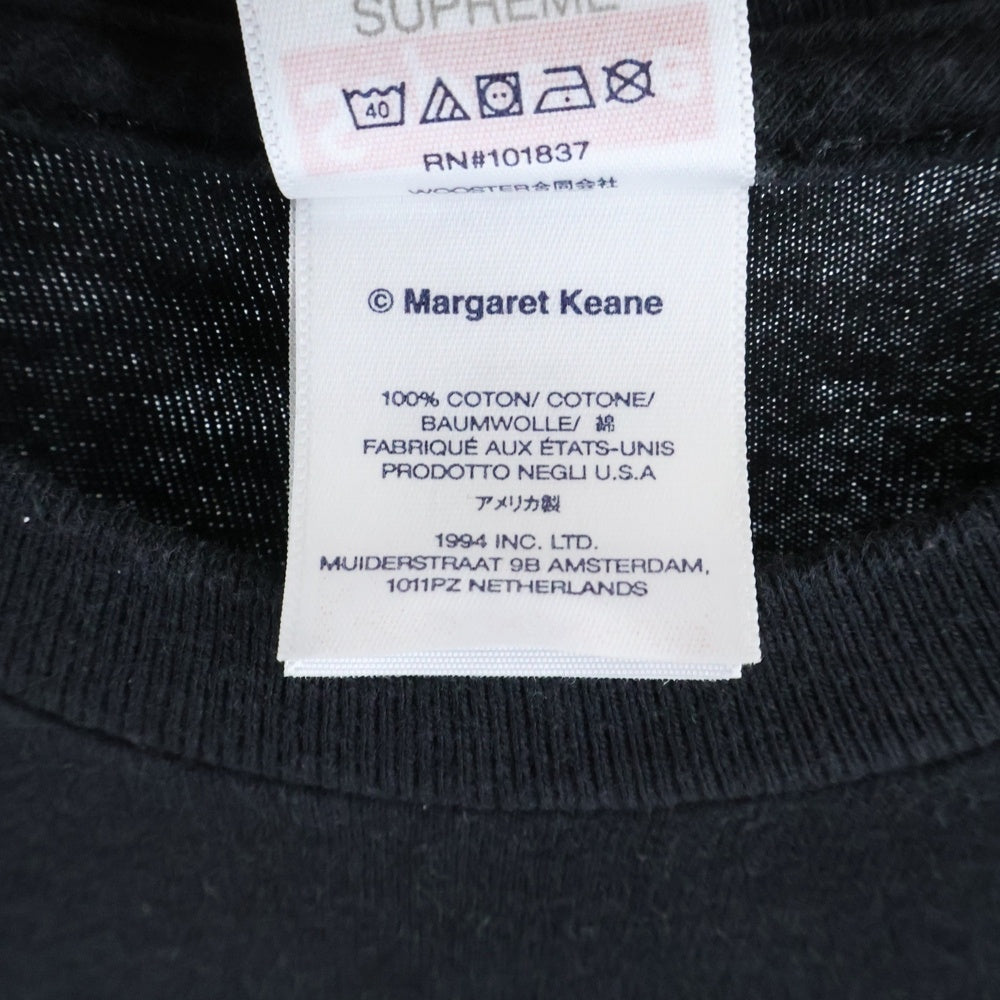 SUPREME
40
RN#101837
WOOSTER合同会社
© Margaret Keane
100% COTON/ COTONE/
BAUMWOLLE/ 綿
FABRIQUÉ AUX ÉTATS-UNIS
PRODOTTO NEGLI U.S.A
アメリカ製
1994 INC. LTD.
MUIDERSTRAAT 9B AMSTERDAM,
1011PZ NETHERLANDS